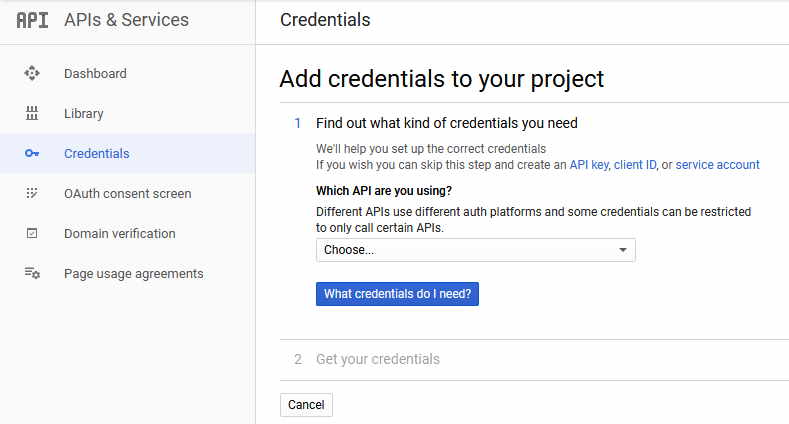 API APIs & Services
Credentials
Dashboard
Library
Credentials
OAuth consent screen
Domain verification
Page usage agreements
Add credentials to your project
1 Find out what kind of credentials you need
We'll help you set up the correct credentials
If you wish you can skip this step and create an API key, client ID, or service account
Which API are you using?
Different APIs use different auth platforms and some credentials can be restricted
to only call certain APIs.
Choose...
What credentials do I need?
2 Get your credentials
Cancel